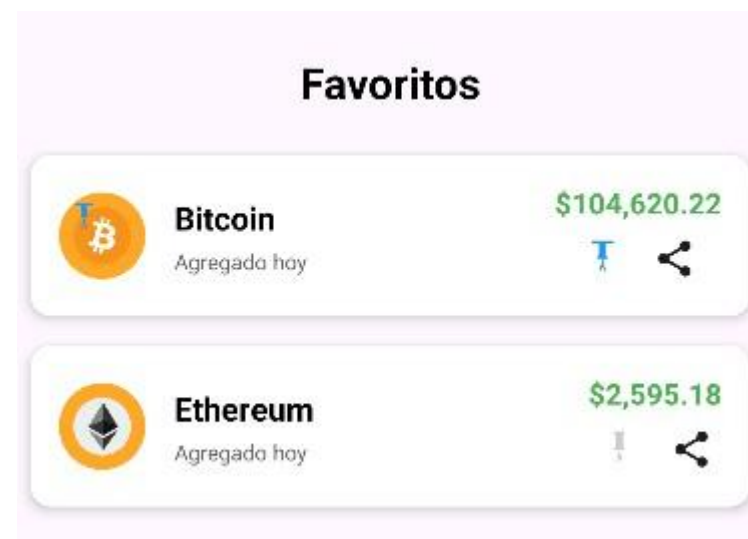 Favoritos
Bitcoin
$104,620.22
Agregado hoy
Ethereum
$2,595.18
Agregado hoy